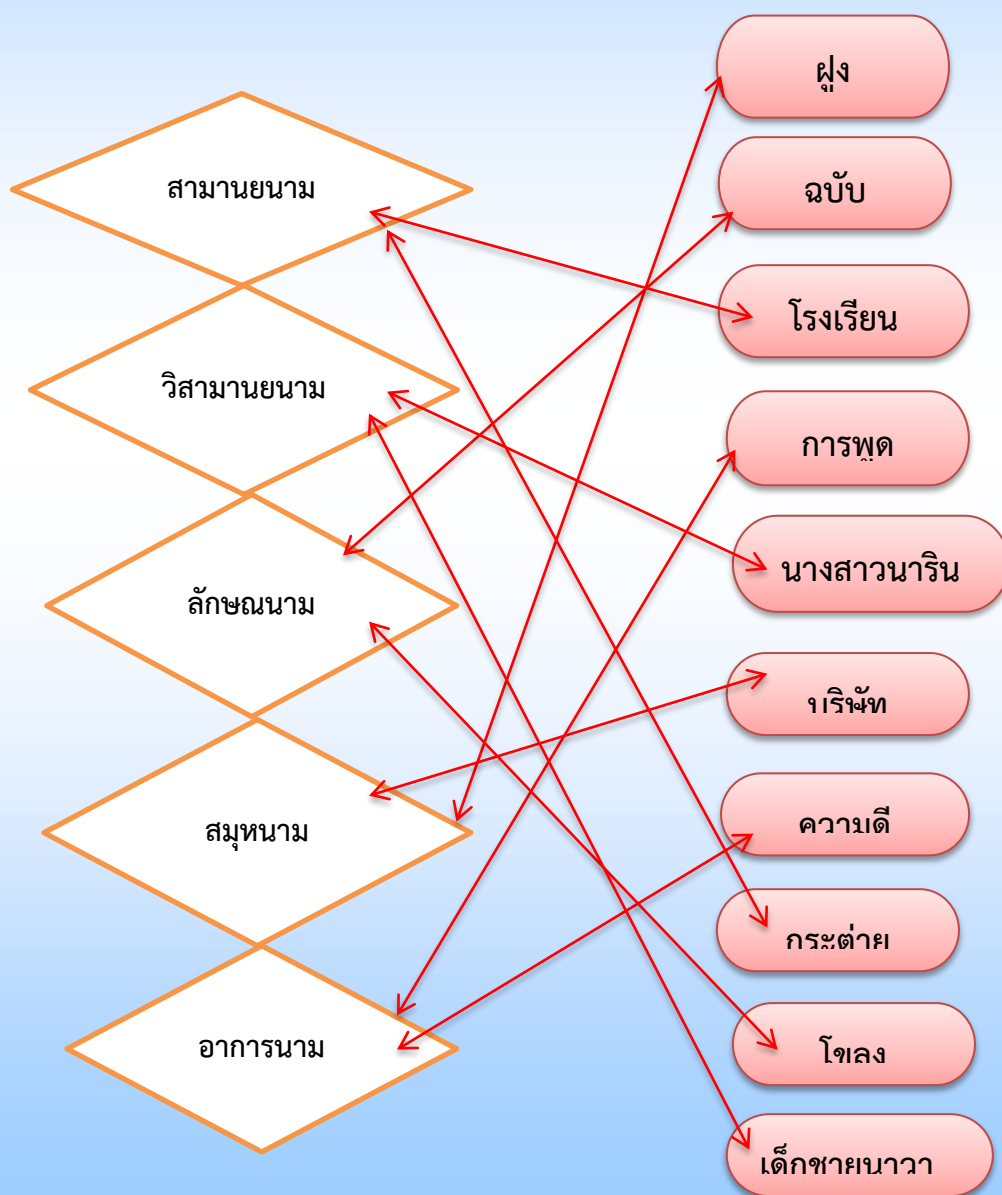 สามานยนาม
วิสามานยนาม
ลักษณนาม
สมุหนาม
อาการนาม
ฝูง
ฉบับ
โรงเรียน
การพูด
นางสาวนาริน
บริษัท
ความดี
กระต่าย
โขลง
เด็กชายนาวา